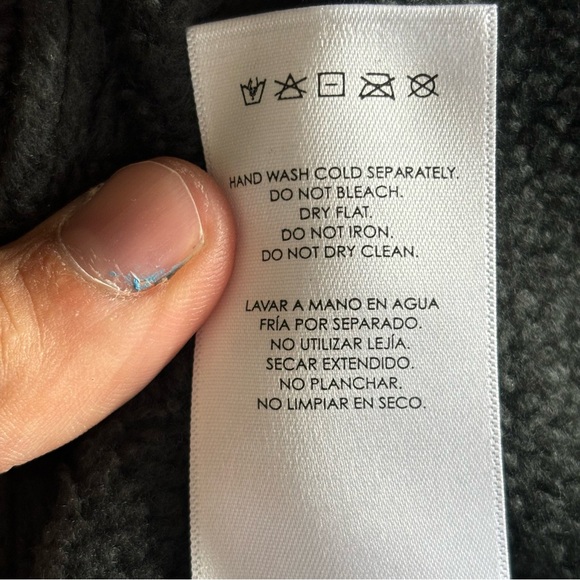 HAND WASH COLD SEPARATELY.
DO NOT BLEACH.
DRY FLAT.
DO NOT IRON.
DO NOT DRY CLEAN.
LAVAR A MANO EN AGUA
FRÍA POR SEPARADO.
NO UTILIZAR LEJÍA.
SECAR EXTENDIDO.
NO PLANCHAR.
NO LIMPIAR EN SECO.